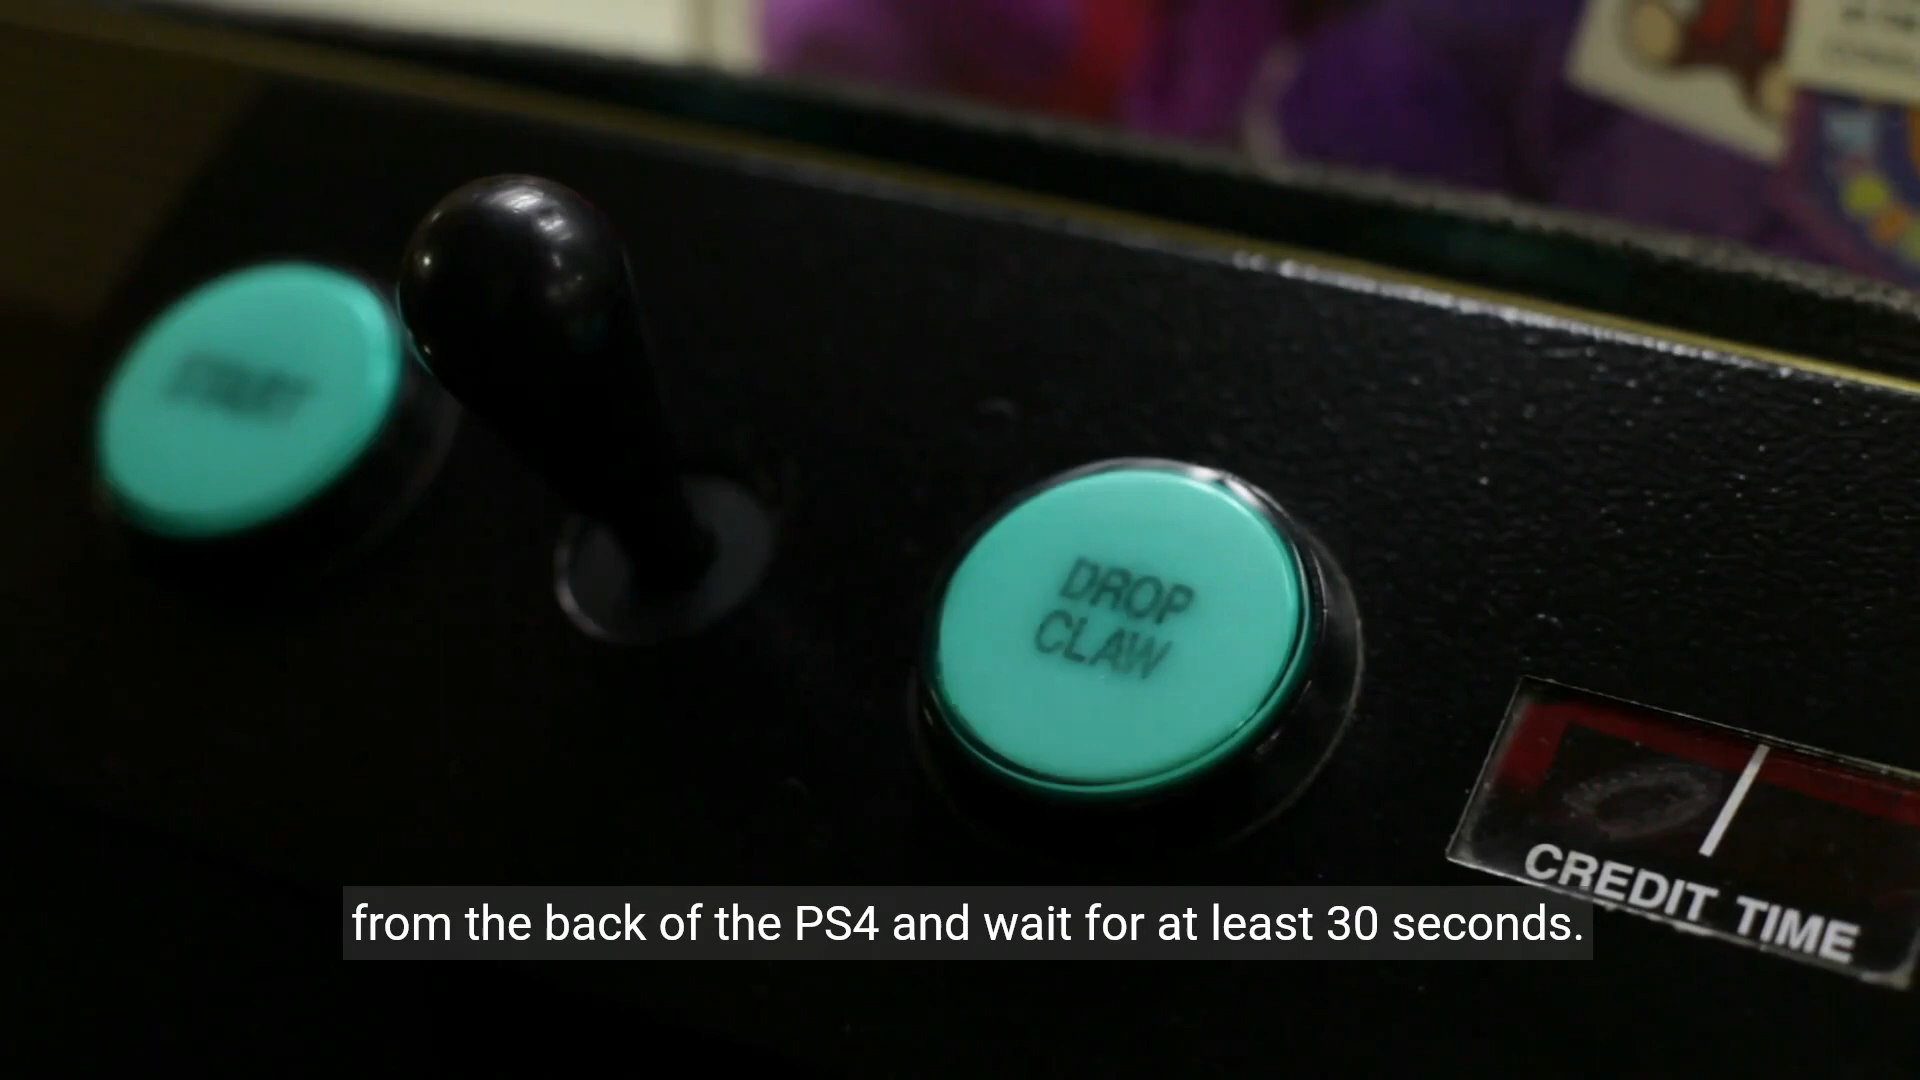 DROP
CLAW
CREDIT TIME
from the back of the PS4 and wait for at least 30 seconds.